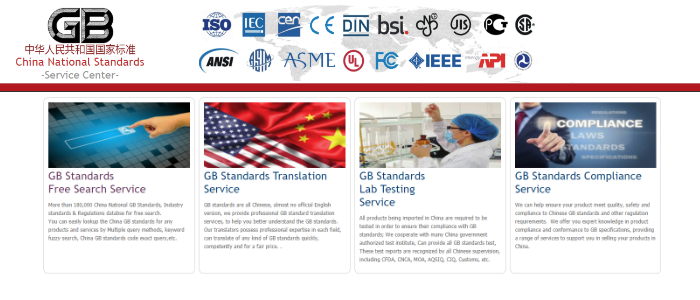 GB
中华人民共和国国家标准
China National Standards
-Service Center-
ISO IEC cen CE DIN bsi. JIS SA
ANSI ASTM ASME UL FC IEEE API
COMPLIANCE
LAWS
STANDARDS
SPECIFICATIONS
GB Standards
Free Search Service
More than 180,000 China National GB Standards, Industry
standards & Regulations databse for free search.
You can easily lookup the China GB standards for any
products and services by Multiple query methods, keyword
fuzzy search, China GB standards code exact query,etc.
GB Standards Translation
Service
GB standards are all Chinese, almost no offical English
version, we provide professional GB standard translation
services, to help you better understand the GB standards.
Our translators possess professional expertise in each field,
can translate of any kind of GB standards quickly,
competently and for a fair price. .
GB Standards
Lab Testing
Service
All products being imported in China are required to be
tested in order to ensure their compliance with GB
standards; We cooperate with many China government
authorized test institute, Can provide all GB standards test,
These test reports are recognized by all Chinese supervision,
including CFDA, CNCA, MOA, AQSIQ, CIQ, Customs, etc.
GB Standards Compliance
Service
We can help ensure your product meet quality, safety and
compliance to Chinese GB standards and other regulation
requirements. We offer you expert knowledge in product
compliance and conformance to GB specifications, providing
a range of services to support you in selling your products in
China.